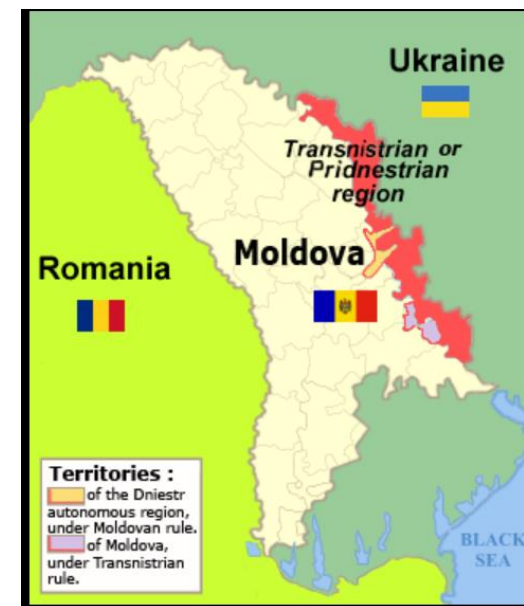 Ukraine
Transnistrian or
Pridnestrian
region
Moldova
Romania
Territories :
of the Dniestr
autonomous region,
under Moldovan rule.
of Moldova,
under Transnistrian
rule.
BLACK
SEA